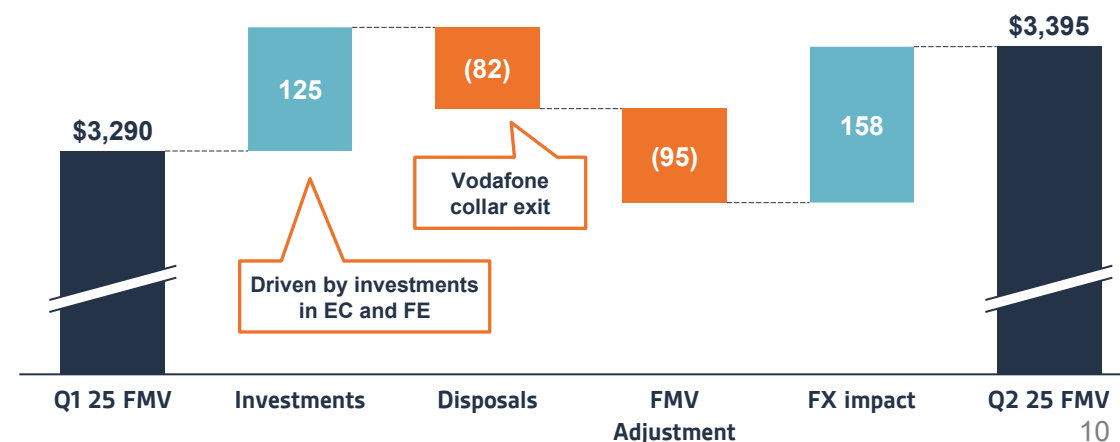 $3,290
125
(82)
(95)
158
$3,395
Vodafone
collar exit
Driven by investments
in EC and FE
Q1 25 FMV
Investments
Disposals
FMV
Adjustment
FX impact
Q2 25 FMV
10